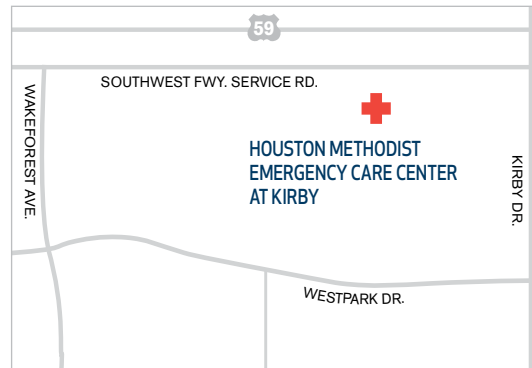 59
SOUTHWEST FWY. SERVICE RD.
WAKEFOREST AVE.
HOUSTON METHODIST
EMERGENCY CARE CENTER
AT KIRBY
KIRBY DR.
WESTPARK DR.